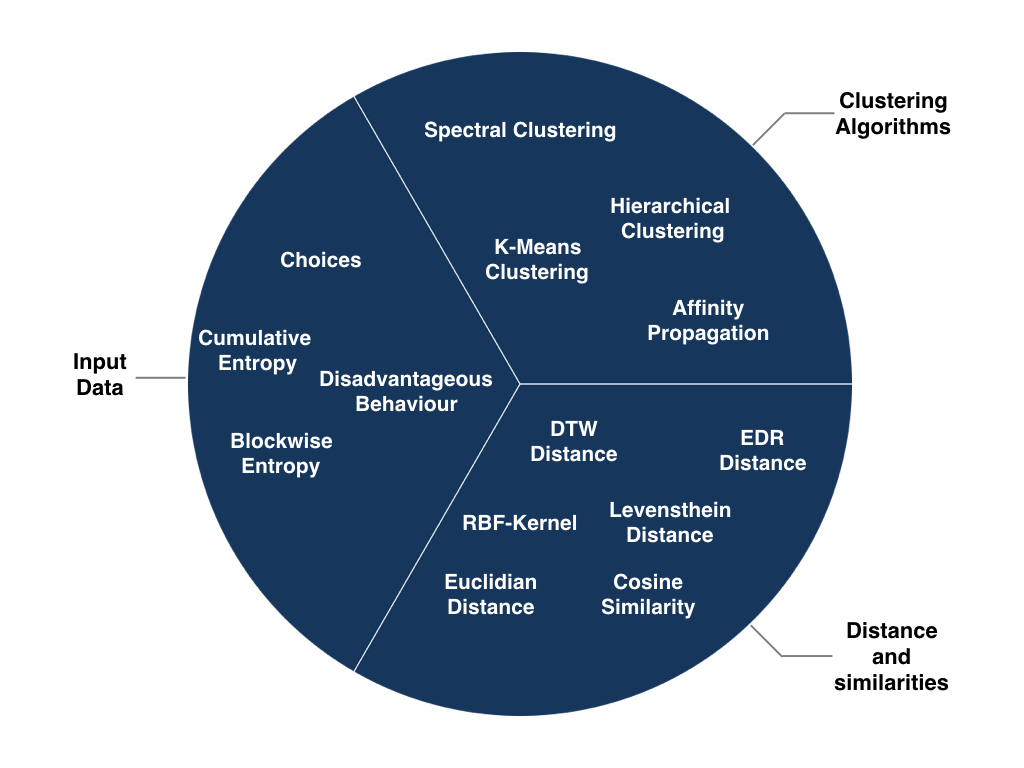 Clustering
Algorithms
Spectral Clustering
Hierarchical
Clustering
K-Means
Clustering
Affinity
Propagation
Input
Data
Choices
Cumulative
Entropy
Disadvantageous
Behaviour
Blockwise
Entropy
DTW
Distance
EDR
Distance
RBF-Kernel
Levensthein
Distance
Euclidian
Distance
Cosine
Similarity
Distance
and
similarities